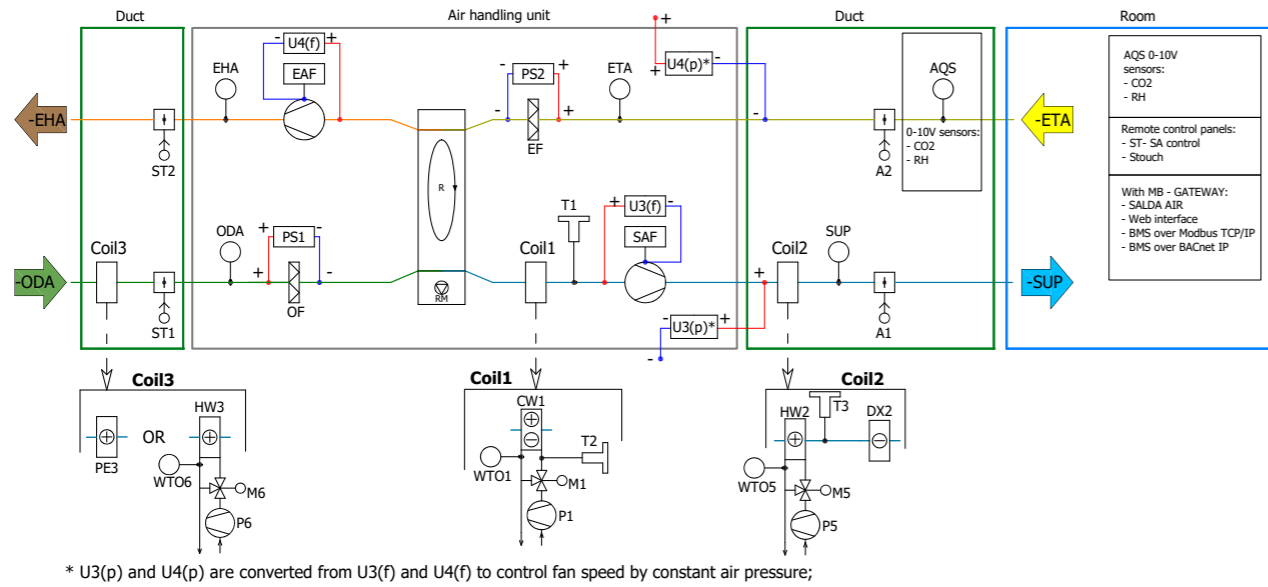 Duct
Air handling unit
Duct
Room
U4(f)
-
+
EHA
EAF
-
PS2
+
ETA
+
+
U4(p)*
-
AQS
AQS 0-10V
sensors:
- CO2
- RH
-EHA
-
+
-
-ETA
EF
ST2
A2
0-10V sensors:
- CO2
- RH
Remote control panels:
- ST- SA control
- Stouch
R
With MB - GATEWAY:
- SALDA AIR
- Web interface
- BMS over Modbus TCP/IP
- BMS over BACnet IP
T1
+
U3(f)
-
ODA
+
PS1
-
SAF
Coil3
Coil1
Coil2
SUP
-ODA
+
-
+
-SUP
RM
ST1
OF
-
U3(p)*
+
A1
-
Coil3
Coil1
Coil2
HW3
CW1
HW2
T3
DX2
OR
T2
PE3
WTO6
M6
WTO1
M1
WTO5
M5
P6
P1
P5
* U3(p) and U4(p) are converted from U3(f) and U4(f) to control fan speed by constant air pressure;